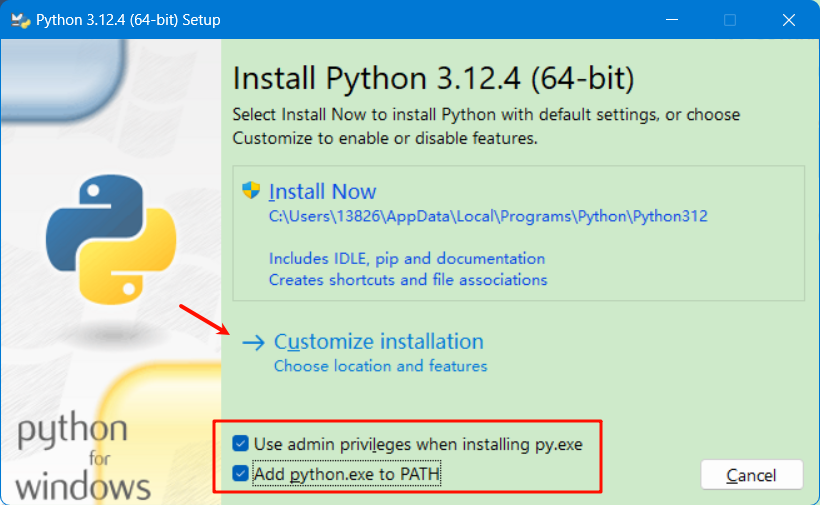 Python 3.12.4 (64-bit) Setup
Install Python 3.12.4 (64-bit)
Select Install Now to install Python with default settings, or choose
Customize to enable or disable features.
Install Now
C:\Users\13826\AppData\Local\Programs\Python\Python312
Includes IDLE, pip and documentation
Creates shortcuts and file associations
Customize installation
Choose location and features
Use admin privileges when installing py.exe
Add python.exe to PATH
Cancel
python
for
windows